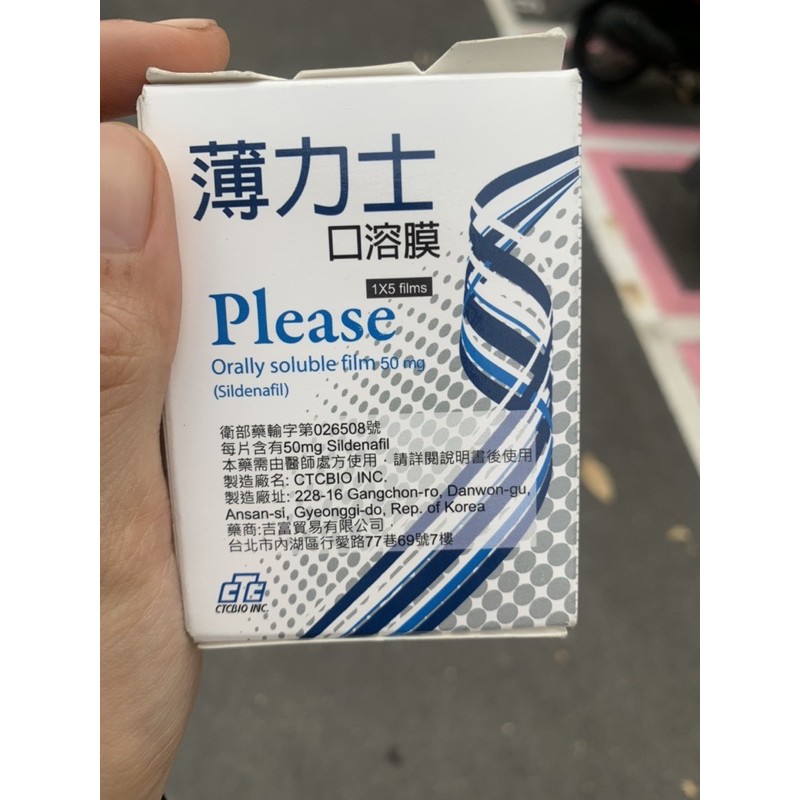 薄力士
口溶膜
1X5 films
Please
Orally soluble film 50 mg
(Sildenafil)
衛部藥輸字第026508號
每片含有50mg Sildenafil
本藥需由醫師處方使用．請詳閱說明書後使用
製造廠名: CTCBIO INC.
製造廠址: 228-16 Gangchon-ro, Danwon-gu,
Ansan-si, Gyeonggi-do, Rep. of Korea
藥商:吉富貿易有限公司
台北市內湖區行愛路77巷69號7樓
CTC
CTCBIO INC.